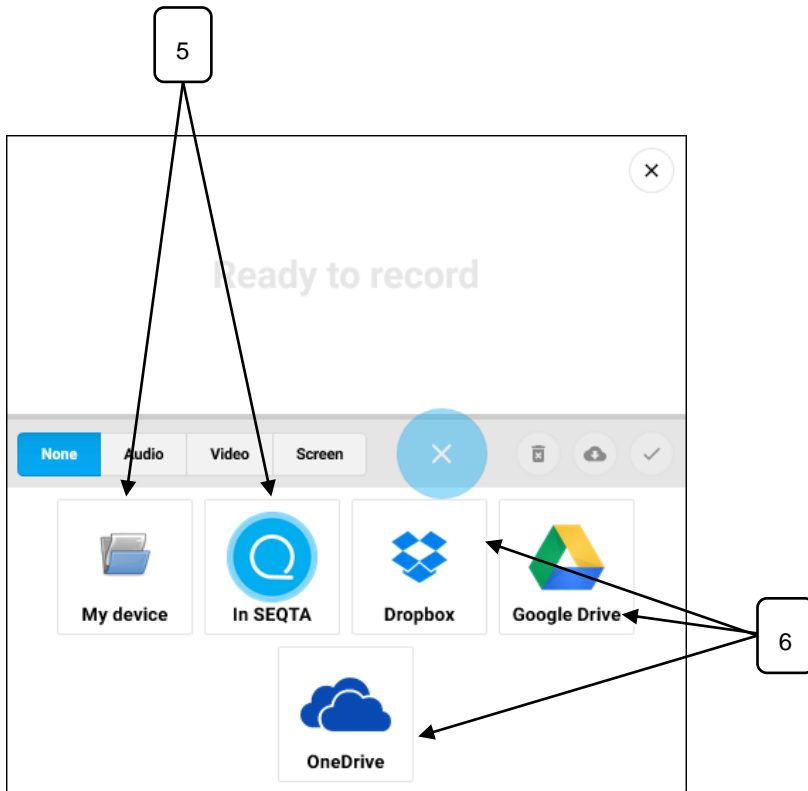 5
Ready to record
None Audio Video Screen
My device In SEQTA Dropbox Google Drive
6
OneDrive